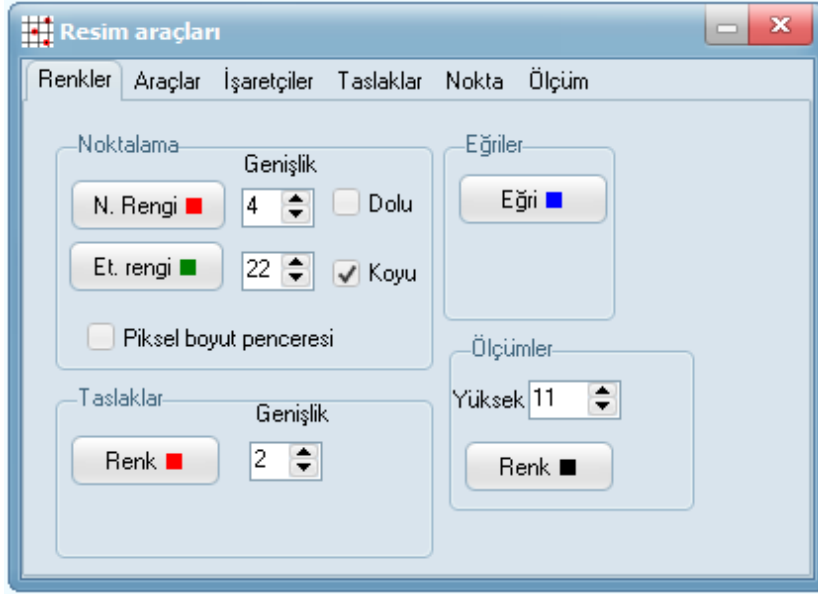 Resim araçları
Renkler Araçlar İşaretçiler Taslaklar Nokta Ölçüm
Noktalama
Genişlik
N. Rengi 4 Dolu
Et. rengi 22 Koyu
Piksel boyut penceresi
Eğriler
Eğri
Taslaklar
Genişlik
Renk 2
Ölçümler
Yüksek 11
Renk